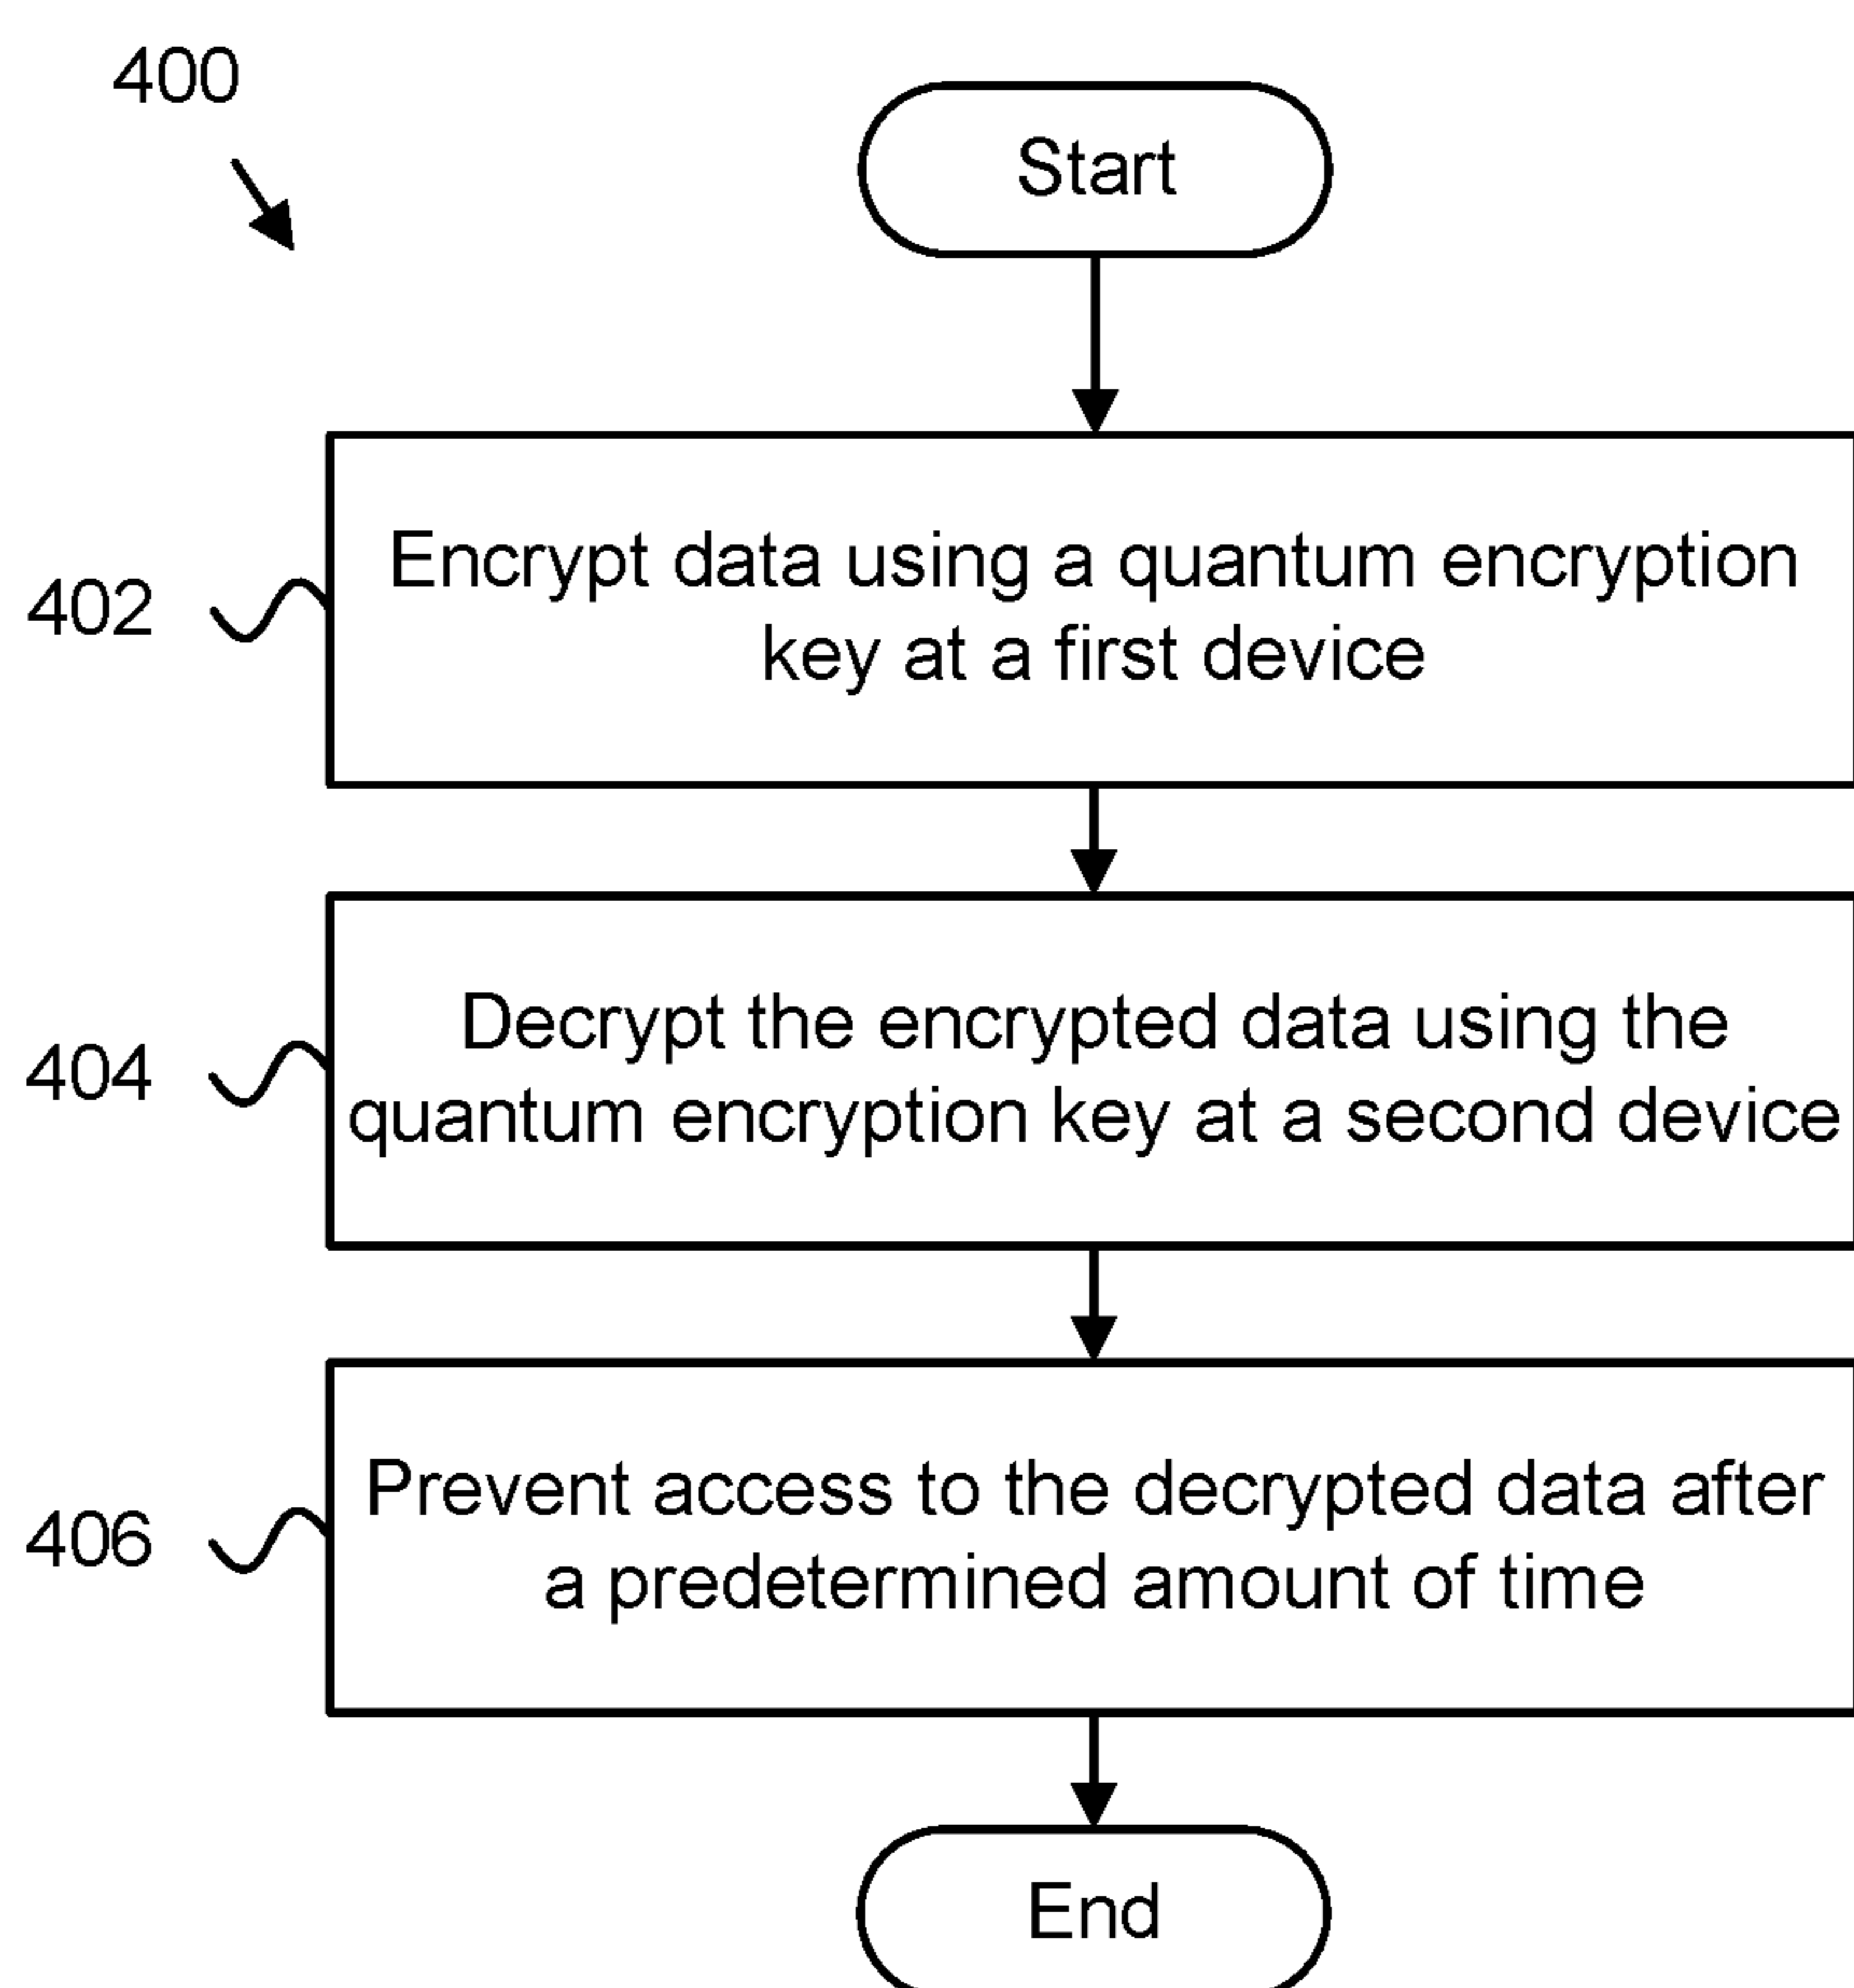 400
Start
402
Encrypt data using a quantum encryption
key at a first device
404
Decrypt the encrypted data using the
quantum encryption key at a second device
406
Prevent access to the decrypted data after
a predetermined amount of time
End